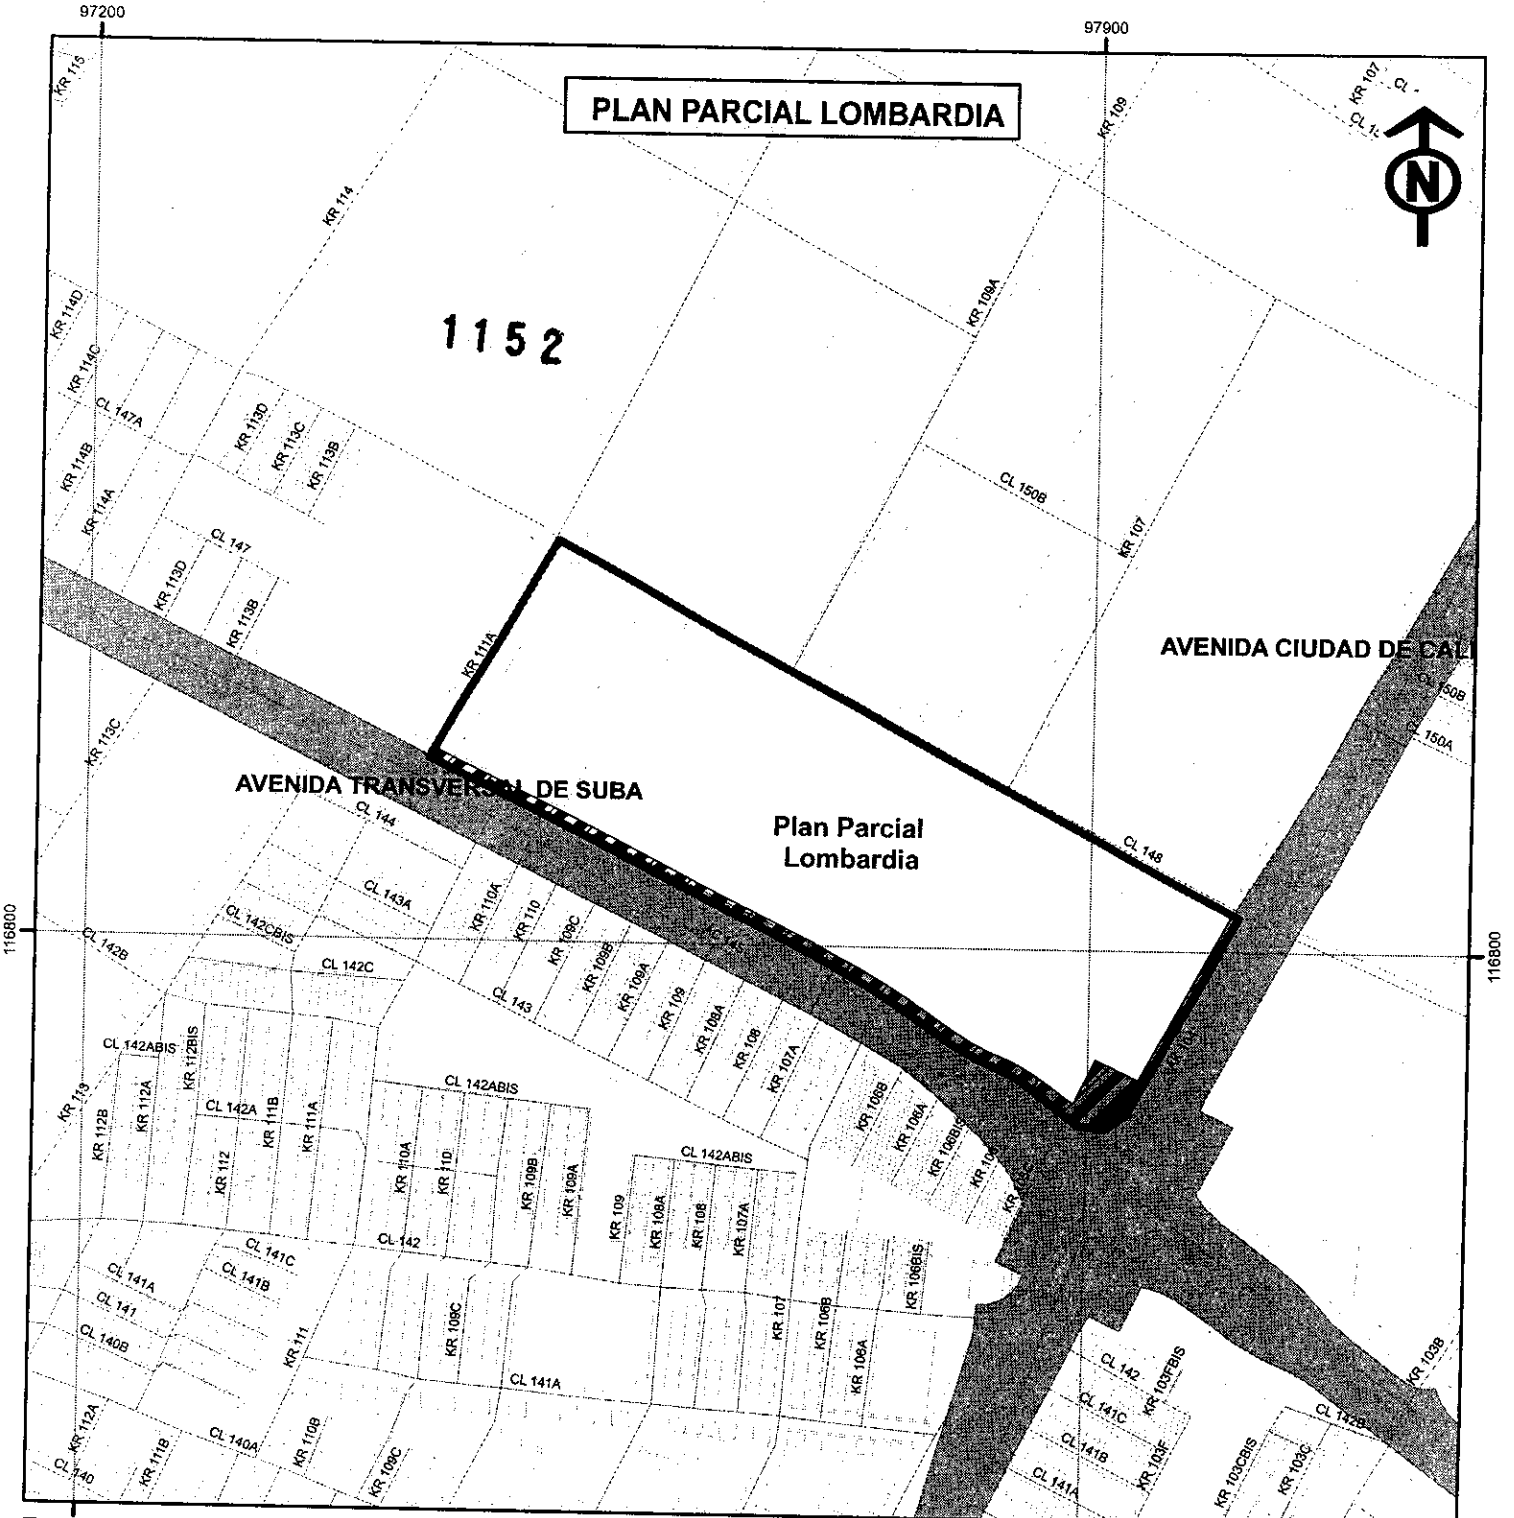 97200
97900
KR 115
PLAN PARCIAL LOMBARDIA
KR 109
KR 107
CL
N
KR 114
KR 109A
KR 114D
1152
KR 114C
CL 147A
KR 113D
KR 113C
KR 113B
KR 114B
KR 114A
CL 150B
KR 107
CL 147
KR 113D
KR 113B
KR 111A
AVENIDA CIUDAD DE CALI
CL 150B
CL 150A
KR 113C
AVENIDA TRANSVERSAL DE SUBA
CL 144
Plan Parcial
Lombardia
CL 148
CL 143A
KR 110A
KR 110
KR 109C
KR 109B
KR 109A
KR 109
KR 108A
KR 108
KR 107A
116800
116800
CL 142CBIS
CL 142B
CL 142C
CL 143
CL 142ABIS
KR 112BIS
CL 142ABIS
KR 113
KR 112B
KR 112A
CL 142A
KR 111B
KR 111A
KR 112
KR 110A
KR 110
KR 109B
KR 109A
CL 142ABIS
KR 109
KR 108A
KR 108
KR 107A
KR 106B
KR 106A
KR 106BIS
CL 142
CL 141C
CL 141B
CL 141A
CL 141
CL 140B
KR 111
KR 109C
KR 107
KR 106B
KR 106A
KR 106BIS
CL 141A
KR 112A
KR 111B
CL 140A
CL 140
KR 110B
KR 109C
CL 142
KR 103FBIS
CL 141C
CL 141B
KR 103F
CL 141A
KR 103B
CL 142B
KR 103CBIS
KR 103C